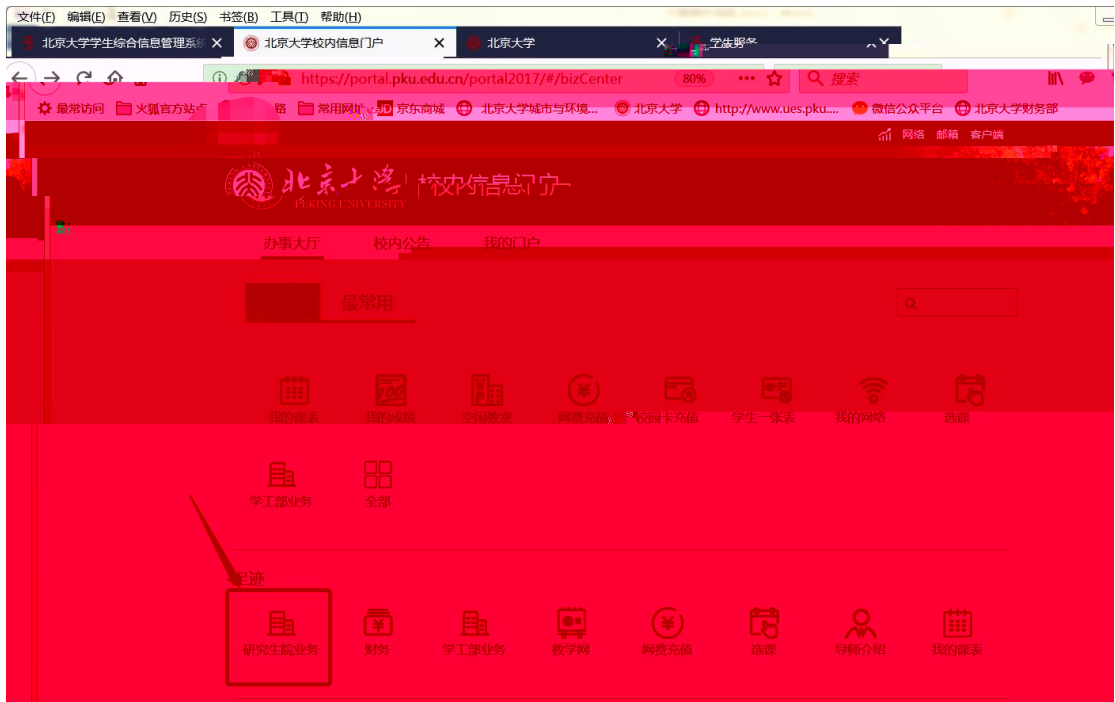 文件(F) 编辑(E) 查看(V) 历史(S) 书签(B) 工具(T) 帮助(H)
北京大学学生综合信息管理系统 北京大学校内信息门户 北京大学
https://portal.pku.edu.cn/portal2017/#/bizCenter 80% 搜索
最常访问 火狐官方站点 常用网址 JD 京东商城 北京大学城市与环境... 北京大学 http://www.ues.pku.... 微信公众平台 北京大学财务部
网络 邮箱 客户端
北京大学 校内信息门户
PEKING UNIVERSITY
办事大厅 校内公告 我的门户
最常用
我的课表 我的成绩 空闲教室 网费充值 校园卡充值 学生一张表 我的网络 选课
学工部业务 全部
足迹
研究生院业务 财务 学工部业务 教学网 网费充值 选课 导师介绍 我的课表